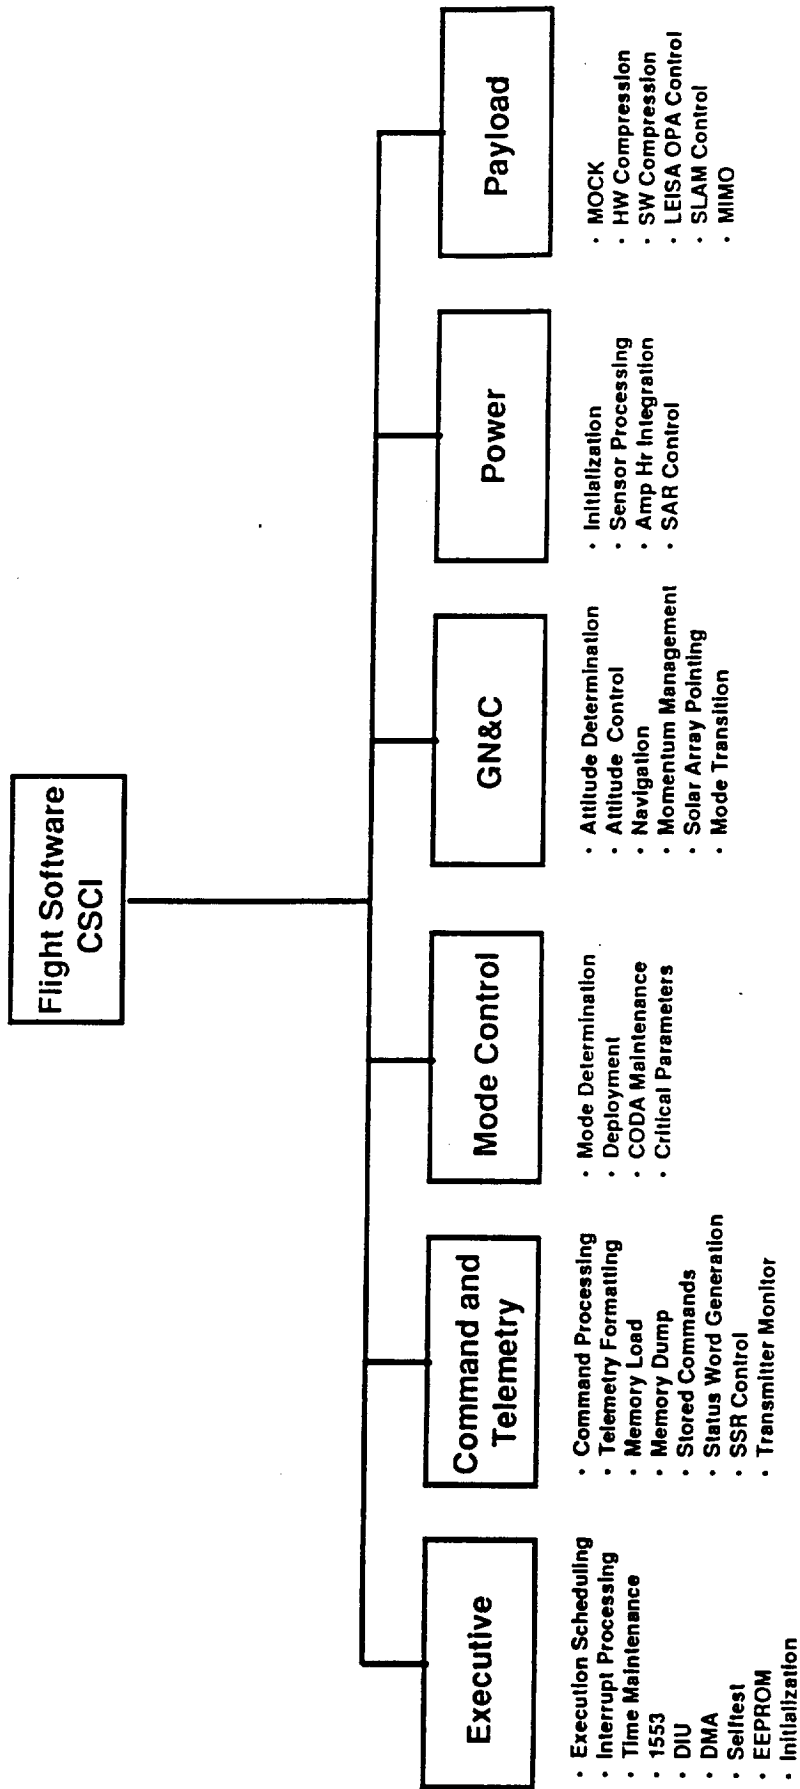 Flight Software
CSCI
Executive
· Execution Scheduling
· Interrupt Processing
· Time Maintenance
· 1553
· DIU
· DMA
· Selftest
· EEPROM
· Initialization
Command and
Telemetry
· Command Processing
· Telemetry Formatting
· Memory Load
· Memory Dump
· Stored Commands
· Status Word Generation
· SSR Control
· Transmitter Monitor
Mode Control
· Mode Determination
· Deployment
· CODA Maintenance
· Critical Parameters
GN&C
· Attitude Determination
· Attitude Control
· Navigation
· Momentum Management
· Solar Array Pointing
· Mode Transition
Power
· Initialization
· Sensor Processing
· Amp Hr Integration
· SAR Control
Payload
· MOCK
· HW Compression
· SW Compression
· LEISA OPA Control
· SLAM Control
· MIMO